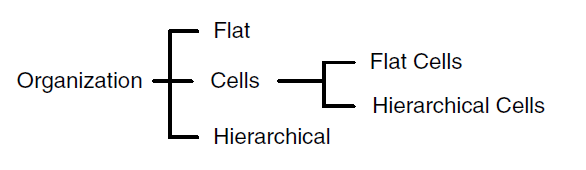 Flat
Flat Cells
Organization
Cells
Hierarchical Cells
Hierarchical